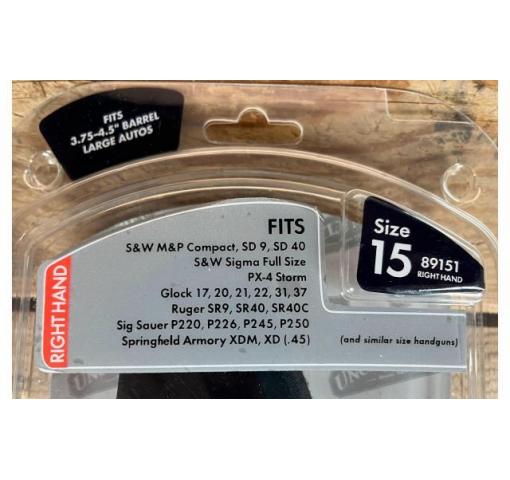 FITS
3.75-4.5" BARREL
LARGE AUTOS
FITS
S&W M&P Compact, SD 9, SD 40
S&W Sigma Full Size
PX-4 Storm
Glock 17, 20, 21, 22, 31, 37
Ruger SR9, SR40, SR40C
Sig Sauer P220, P226, P245, P250
Springfield Armory XDM, XD (.45)
(and similar size handguns)
RIGHT HAND
Size
15
89151
RIGHT HAND